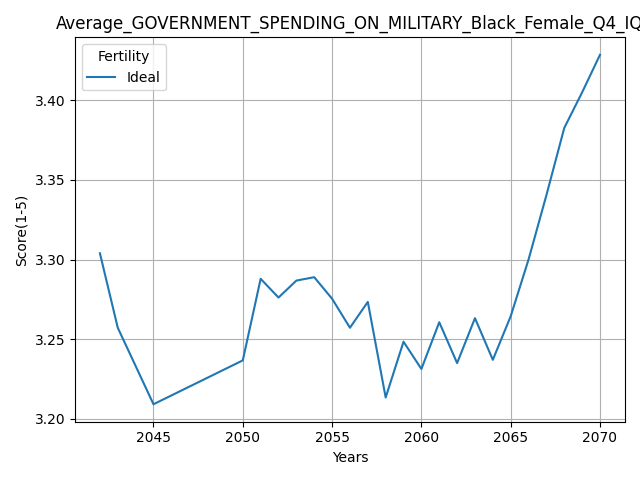 Average_GOVERNMENT_SPENDING_ON_MILITARY_Black_Female_Q4_IQ
Fertility
Ideal
3.40
3.35
3.30
3.25
3.20
Score(1-5)
2045 2050 2055 2060 2065 2070
Years